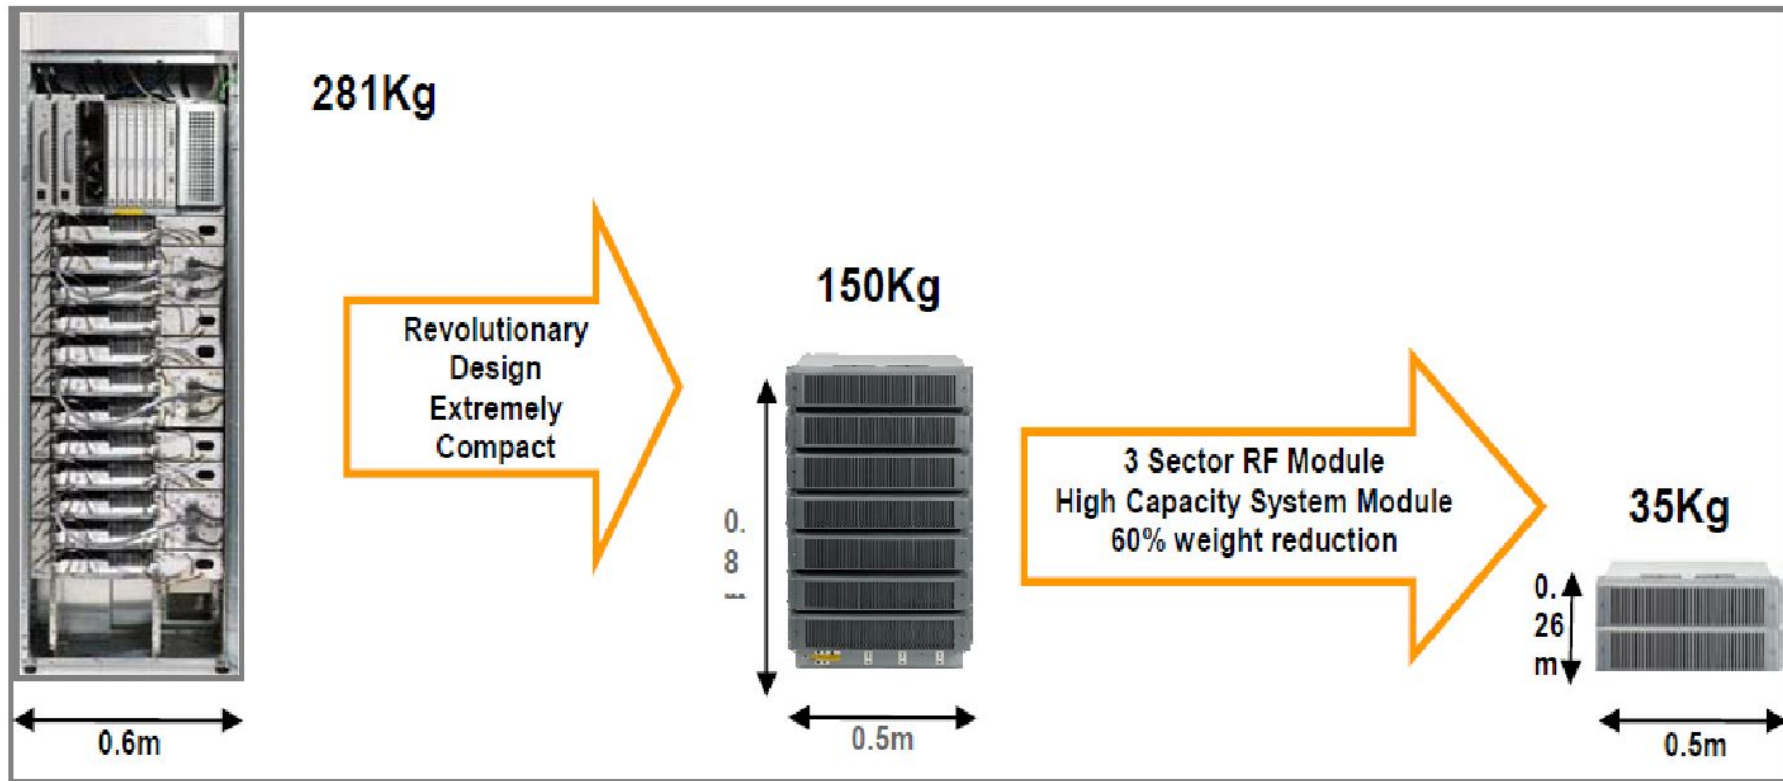 281Kg
Revolutionary
Design
Extremely
Compact
150Kg
0.
8
0.5m
3 Sector RF Module
High Capacity System Module
60% weight reduction
35Kg
0.
26
m
0.5m
0.6m